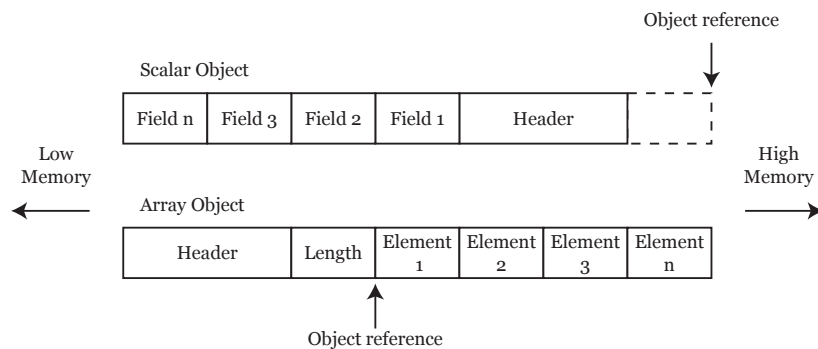 Object reference
Scalar Object
Field n Field 3 Field 2 Field 1 Header
Low
Memory
High
Memory
Array Object
Header Length Element
1 Element
2 Element
3 Element
n
Object reference